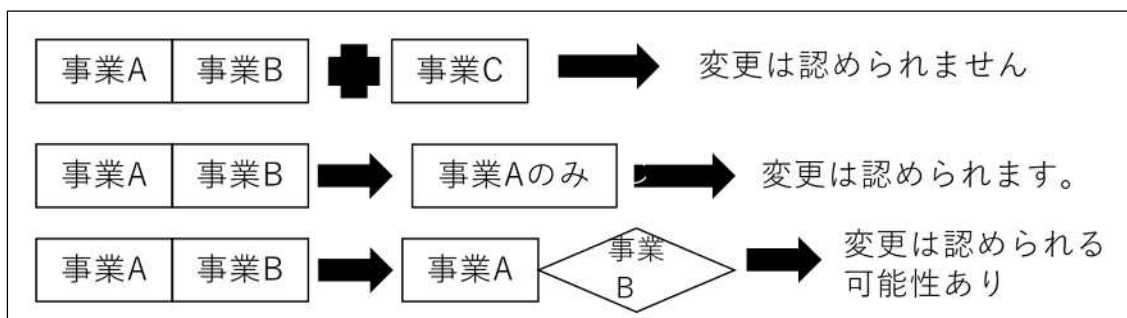 事業A 事業B 事業C 変更は認められません
事業A 事業B 事業Aのみ 変更は認められます。
事業A 事業B 事業A 事業
B 変更は認められる
可能性あり